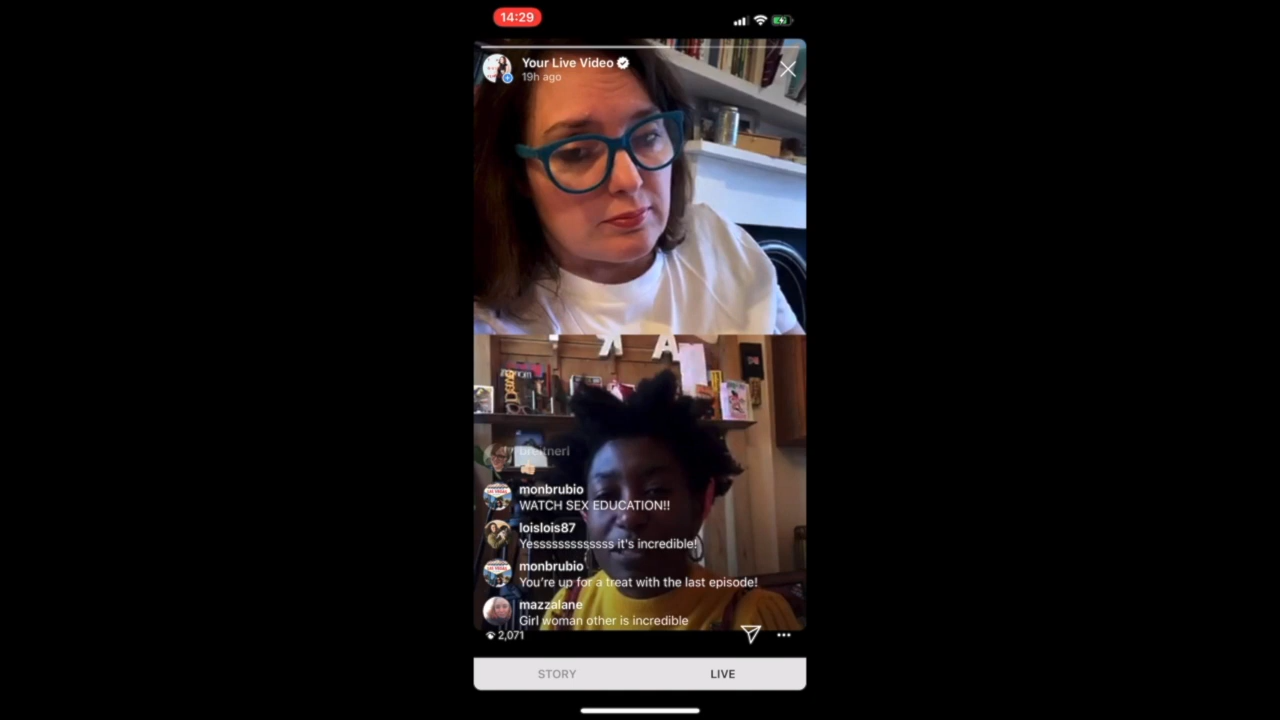 14:29
Your Live Video
19h ago
monbrubio
WATCH SEX EDUCATION!!
loislois87
Yesssssssssssss it's incredible!
monbrubio
You're up for a treat with the last episode!
mazzalane
Girl woman other is incredible
2,071
STORY
LIVE